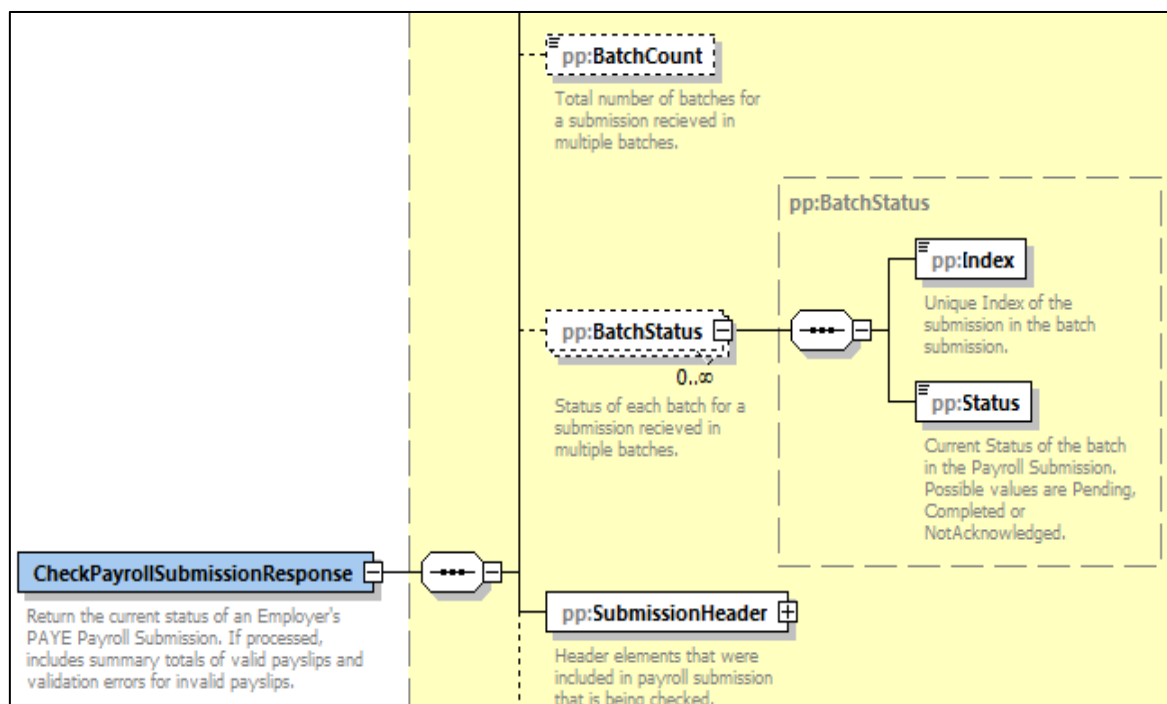 pp:BatchCount
Total number of batches for
a submission recieved in
multiple batches.
pp:BatchStatus
pp:Index
Unique Index of the
submission in the batch
submission.
pp:BatchStatus
0..∞
Status of each batch for a
submission recieved in
multiple batches.
pp:Status
Current Status of the batch
in the Payroll Submission.
Possible values are Pending,
Completed or
NotAcknowledged.
CheckPayrollSubmissionResponse
Return the current status of an Employer's
PAYE Payroll Submission. If processed,
includes summary totals of valid payslips and
validation errors for invalid payslips.
pp:SubmissionHeader
Header elements that were
included in payroll submission
that is being checked.